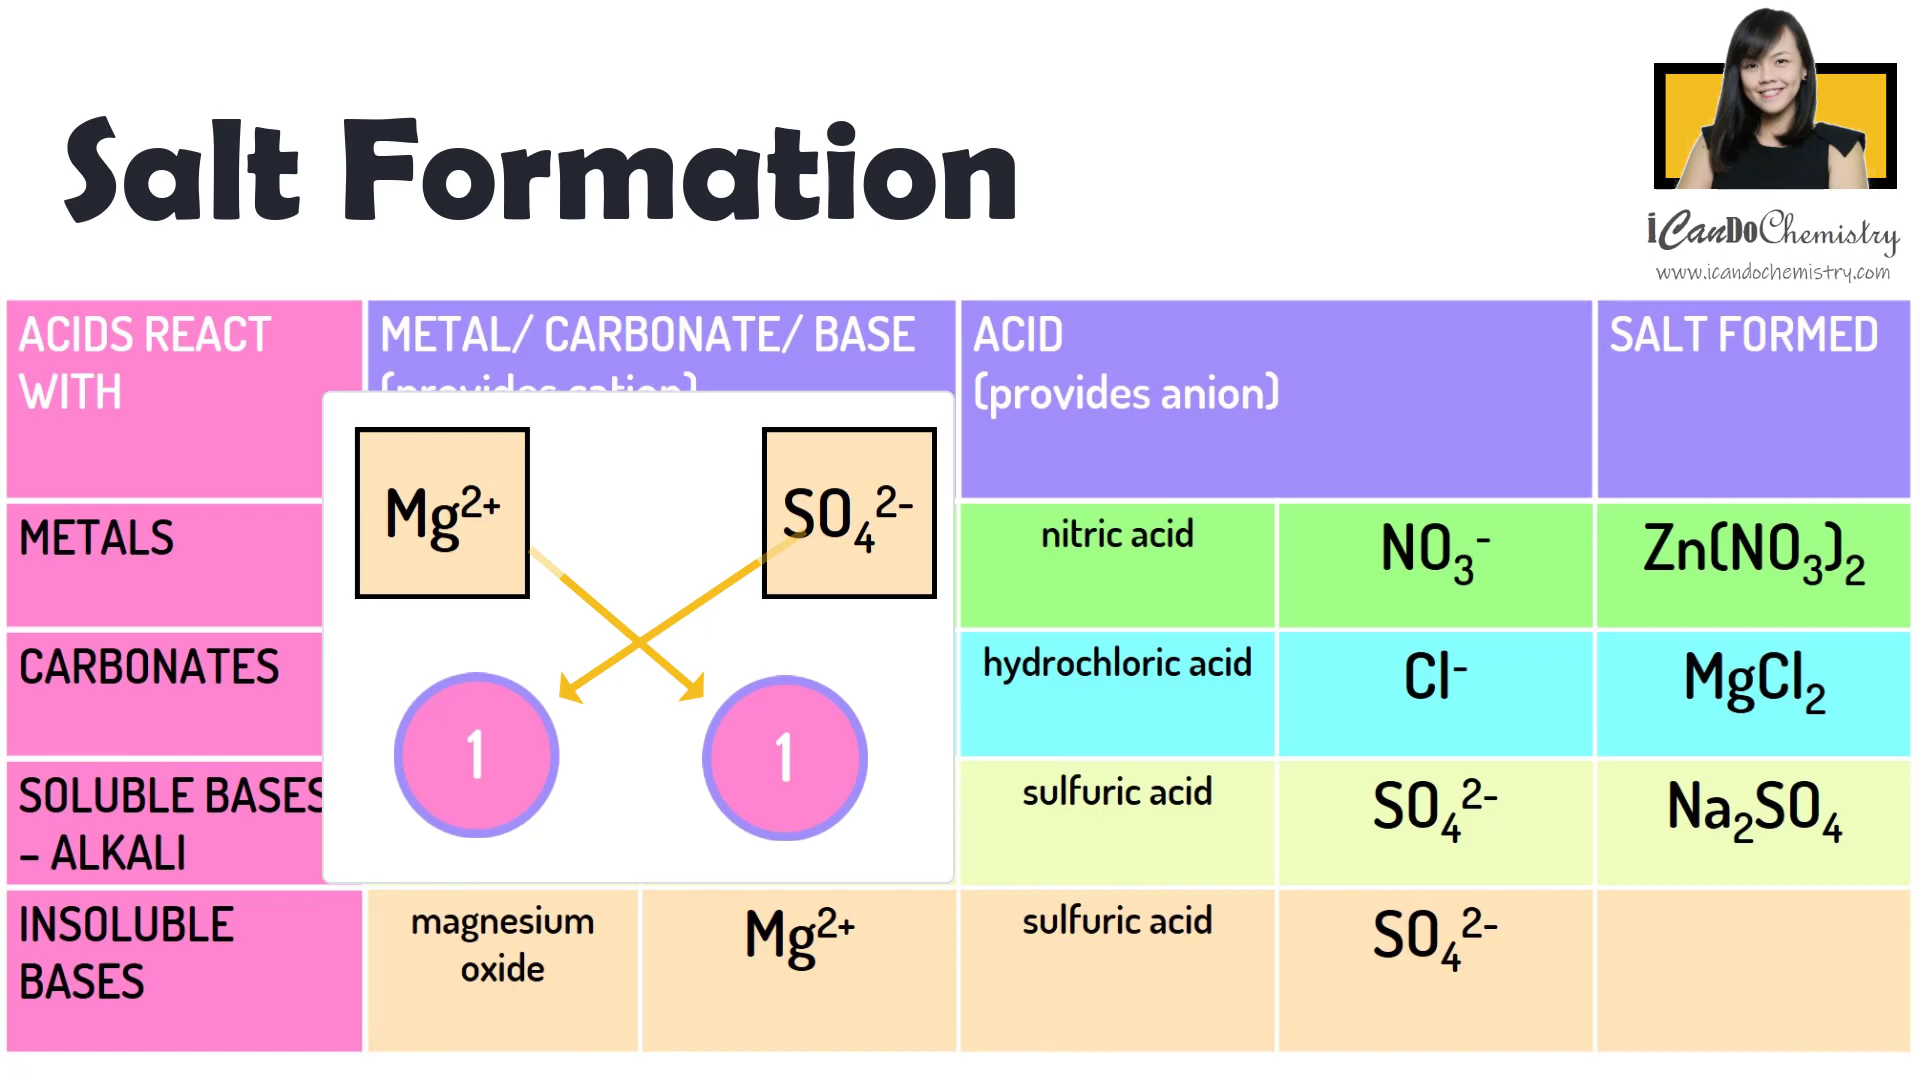 Salt Formation
iCanDoChemistry
www.icandochemistry.com
ACIDS REACT
WITH
METAL/ CARBONATE/ BASE
(provides cation)
ACID
(provides anion)
SALT FORMED
Mg²⁺
SO₄²⁻
1
1
METALS
nitric acid
NO₃⁻
Zn(NO₃)₂
CARBONATES
hydrochloric acid
Cl⁻
MgCl₂
SOLUBLE BASES
– ALKALI
sulfuric acid
SO₄²⁻
Na₂SO₄
INSOLUBLE
BASES
magnesium
oxide
Mg²⁺
sulfuric acid
SO₄²⁻